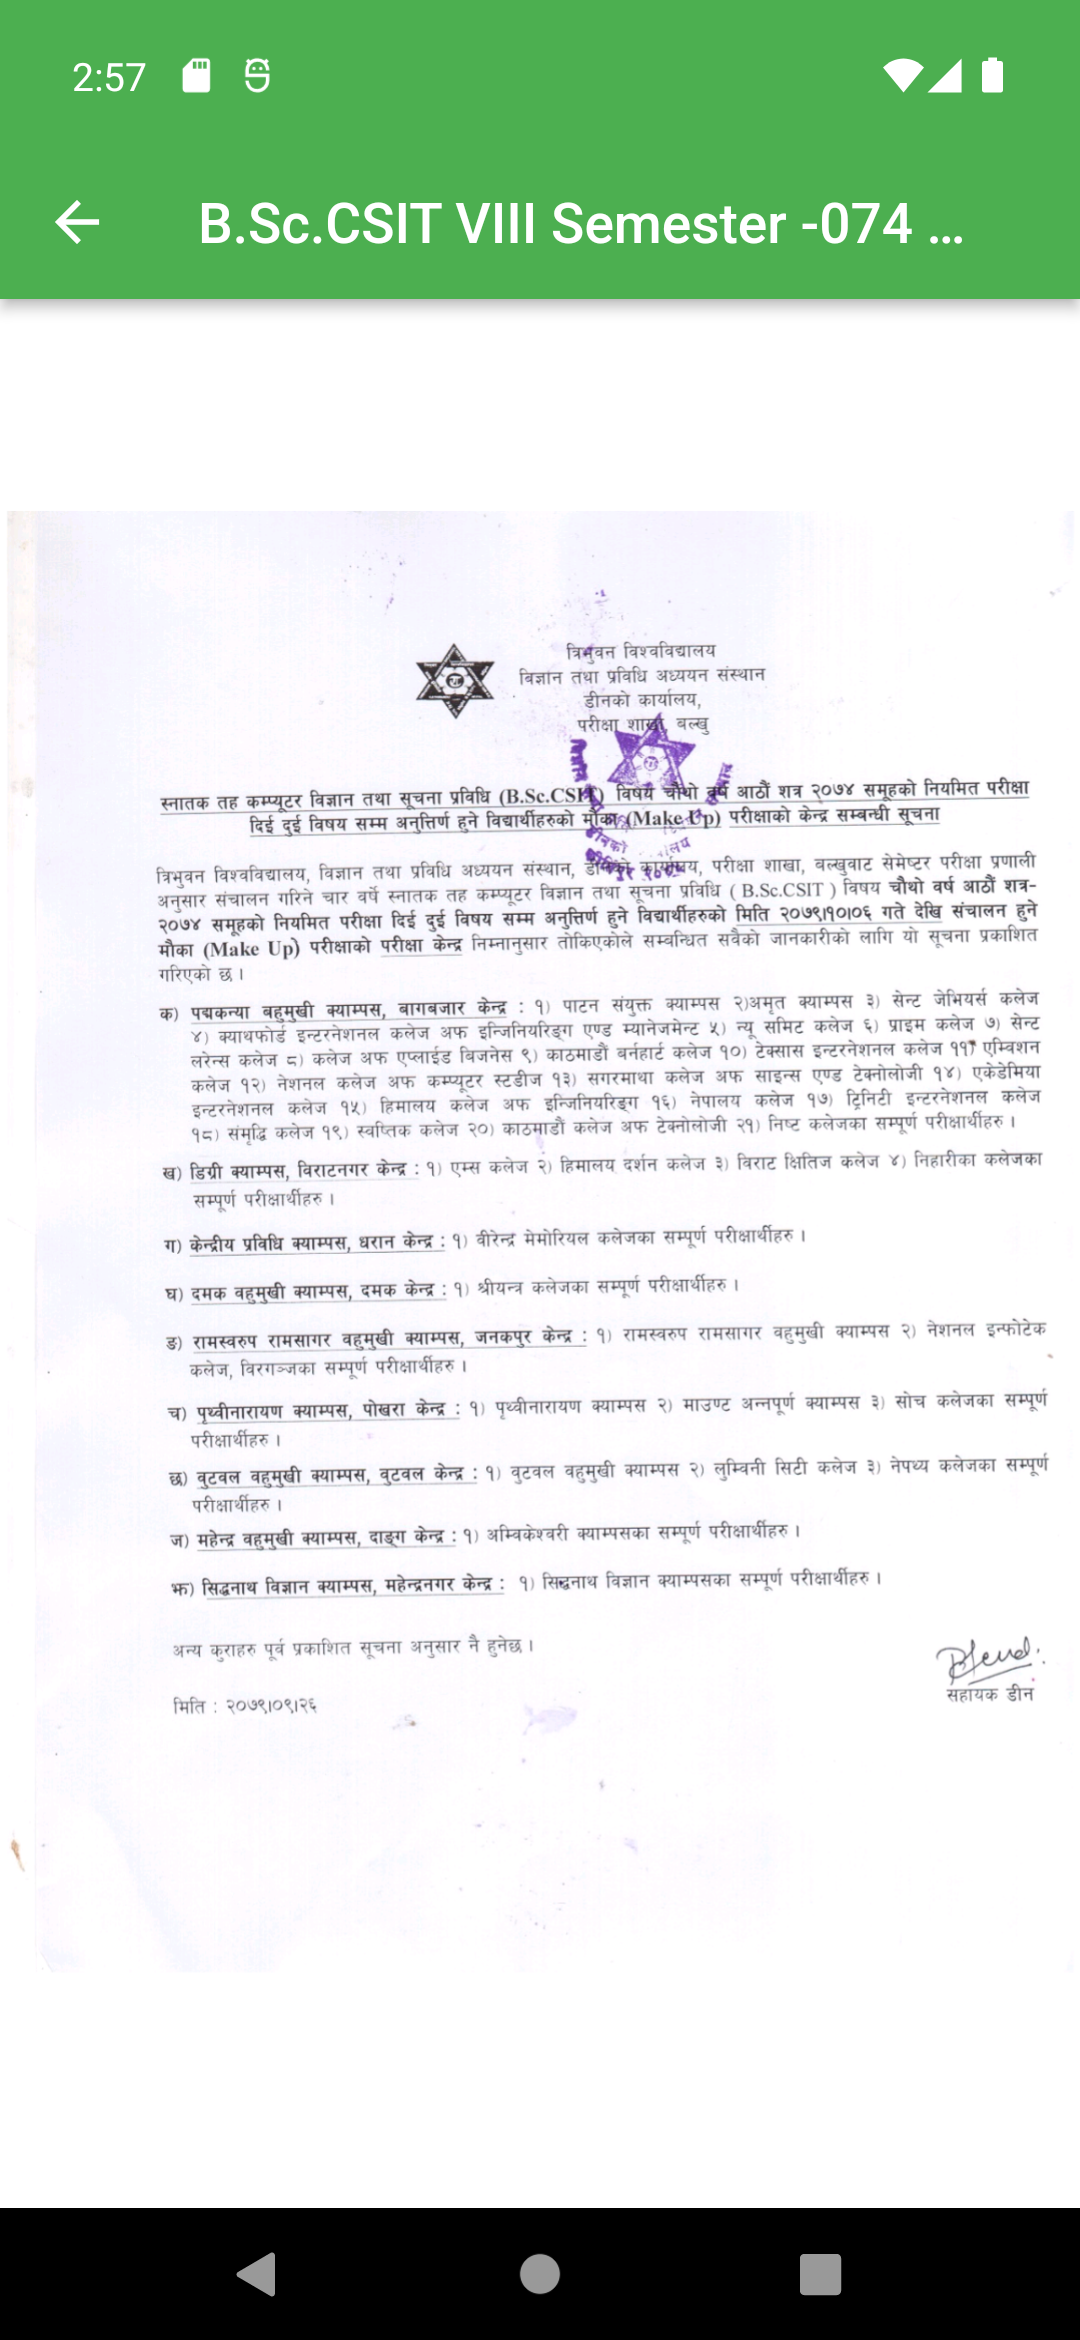 2:57
B.Sc.CSIT VIII Semester -074 ...
त्रिभुवन विश्वविद्यालय
विज्ञान तथा प्रविधि अध्ययन संस्थान
डीनको कार्यालय,
परीक्षा शाखा, बल्खु
स्नातक तह कम्प्यूटर विज्ञान तथा सूचना प्रविधि (B.Sc.CSIT) विषय चौथो वर्ष आठौं शत्र २०७४ समूहको नियमित परीक्षा
दिई दुई विषय सम्म अनुत्तिर्ण हुने विद्यार्थीहरुको मौका (Make Up) परीक्षाको केन्द्र सम्बन्धी सूचना
त्रिभुवन विश्वविद्यालय, विज्ञान तथा प्रविधि अध्ययन संस्थान, डीनको कार्यालय, परीक्षा शाखा, बल्खुवाट सेमेष्टर परीक्षा प्रणाली
अनुसार संचालन गरिने चार वर्षे स्नातक तह कम्प्यूटर विज्ञान तथा सूचना प्रविधि ( B.Sc.CSIT ) विषय चौथो वर्ष आठौं शत्र-
२०७४ समूहको नियमित परीक्षा दिई दुई विषय सम्म अनुत्तिर्ण हुने विद्यार्थीहरुको मिति २०७९।१०।०६ गते देखि संचालन हुने
मौका (Make Up) परीक्षाको परीक्षा केन्द्र निम्नानुसार तोकिएकोले सम्बन्धित सवैको जानकारीको लागि यो सूचना प्रकाशित
गरिएको छ ।
क) पद्मकन्या बहुमुखी क्याम्पस, बागबजार केन्द्र : १) पाटन संयुक्त क्याम्पस २)अमृत क्याम्पस ३) सेन्ट जेभियर्स कलेज
४) क्याथफोर्ड इन्टरनेशनल कलेज अफ इन्जिनियरिङ्ग एण्ड म्यानेजमेन्ट ५) न्यू समिट कलेज ६) प्राइम कलेज ७) सेन्ट
लरेन्स कलेज ८) कलेज अफ एप्लाईड बिजनेस ९) काठमाडौं बर्नहार्ट कलेज १०) टेक्सास इन्टरनेशनल कलेज ११) एम्विशन
कलेज १२) नेशनल कलेज अफ कम्प्यूटर स्टडीज १३) सगरमाथा कलेज अफ साइन्स एण्ड टेक्नोलोजी १४) एकेडेमिया
इन्टरनेशनल कलेज १५) हिमालय कलेज अफ इन्जिनियरिङ्ग १६) नेपालय कलेज १७) ट्रिनिटी इन्टरनेशनल कलेज
१८) समृद्धि कलेज १९) स्वष्तिक कलेज २०) काठमाडौं कलेज अफ टेक्नोलोजी २१) निष्ट कलेजका सम्पूर्ण परीक्षार्थीहरु ।
ख) डिग्री क्याम्पस, विराटनगर केन्द्र : १) एम्स कलेज २) हिमालय दर्शन कलेज ३) विराट क्षितिज कलेज ४) निहारीका कलेजका
सम्पूर्ण परीक्षार्थीहरु ।
ग) केन्द्रीय प्रविधि क्याम्पस, धरान केन्द्र : १) वीरेन्द्र मेमोरियल कलेजका सम्पूर्ण परीक्षार्थीहरु ।
घ) दमक वहुमुखी क्याम्पस, दमक केन्द्र : १) श्रीयन्त्र कलेजका सम्पूर्ण परीक्षार्थीहरु ।
ङ) रामस्वरुप रामसागर वहुमुखी क्याम्पस, जनकपुर केन्द्र : १) रामस्वरुप रामसागर वहुमुखी क्याम्पस २) नेशनल इन्फोटेक
कलेज, विरगञ्जका सम्पूर्ण परीक्षार्थीहरु ।
च) पृथ्वीनारायण क्याम्पस, पोखरा केन्द्र : १) पृथ्वीनारायण क्याम्पस २) माउण्ट अन्नपूर्ण क्याम्पस ३) सोच कलेजका सम्पूर्ण
परीक्षार्थीहरु ।
छ) वुटवल वहुमुखी क्याम्पस, वुटवल केन्द्र : १) वुटवल वहुमुखी क्याम्पस २) लुम्विनी सिटी कलेज ३) नेपथ्य कलेजका सम्पूर्ण
परीक्षार्थीहरु ।
ज) महेन्द्र वहुमुखी क्याम्पस, दाङ्ग केन्द्र : १) अम्विकेश्वरी क्याम्पसका सम्पूर्ण परीक्षार्थीहरु ।
झ) सिद्धनाथ विज्ञान क्याम्पस, महेन्द्रनगर केन्द्र : १) सिद्धनाथ विज्ञान क्याम्पसका सम्पूर्ण परीक्षार्थीहरु ।
अन्य कुराहरु पूर्व प्रकाशित सूचना अनुसार नै हुनेछ ।
सहायक डीन
मिति : २०७९।०९।२६